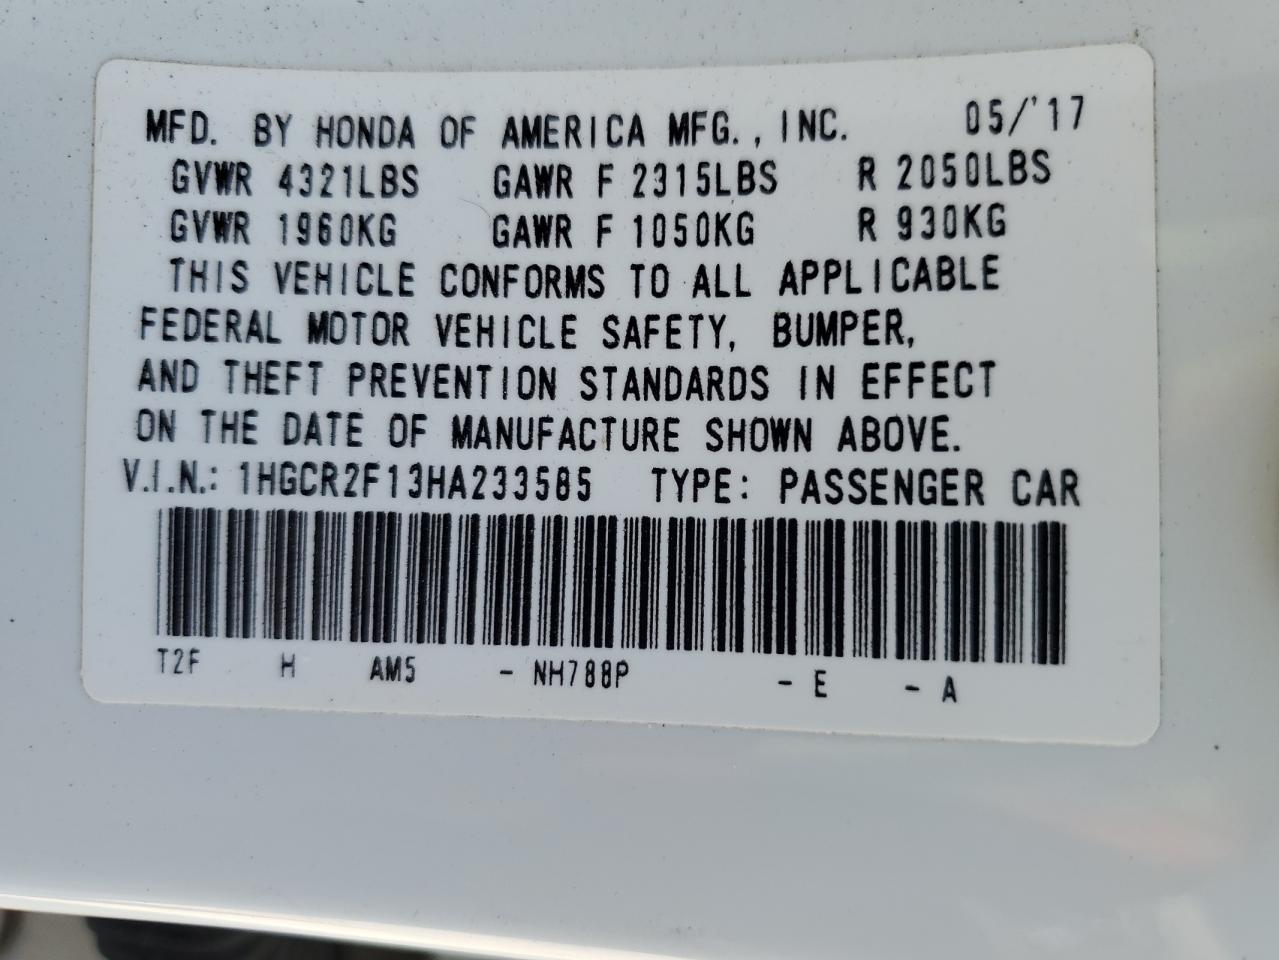 MFD. BY HONDA OF AMERICA MFG., INC. 05/'17
GVWR 4321LBS GAWR F 2315LBS R 2050LBS
GVWR 1960KG GAWR F 1050KG R 930KG
THIS VEHICLE CONFORMS TO ALL APPLICABLE
FEDERAL MOTOR VEHICLE SAFETY, BUMPER,
AND THEFT PREVENTION STANDARDS IN EFFECT
ON THE DATE OF MANUFACTURE SHOWN ABOVE.
V.I.N.: 1HGCR2F13HA233585 TYPE: PASSENGER CAR
T2F H AM5 - NH788P - E - A